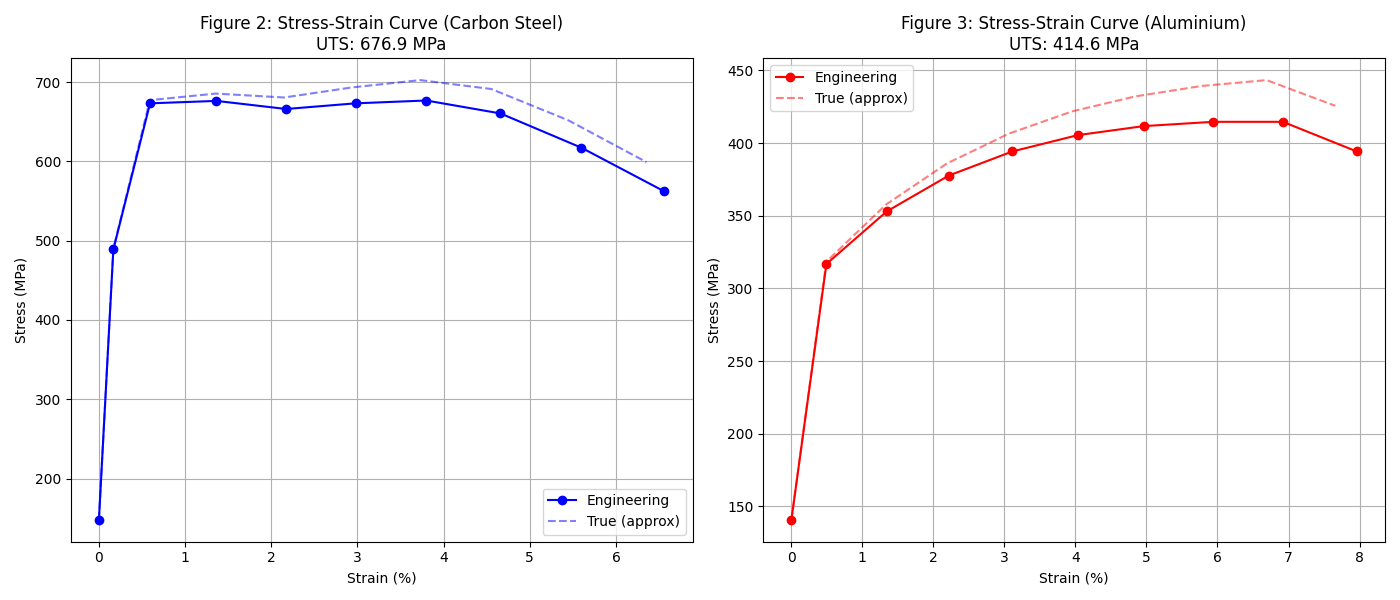 Figure 2: Stress-Strain Curve (Carbon Steel)
UTS: 676.9 MPa
700
600
500
400
300
200
Stress (MPa)
0 1 2 3 4 5 6
Strain (%)
Engineering
True (approx)
Figure 3: Stress-Strain Curve (Aluminium)
UTS: 414.6 MPa
450
400
350
300
250
200
150
Stress (MPa)
0 1 2 3 4 5 6 7 8
Strain (%)
Engineering
True (approx)